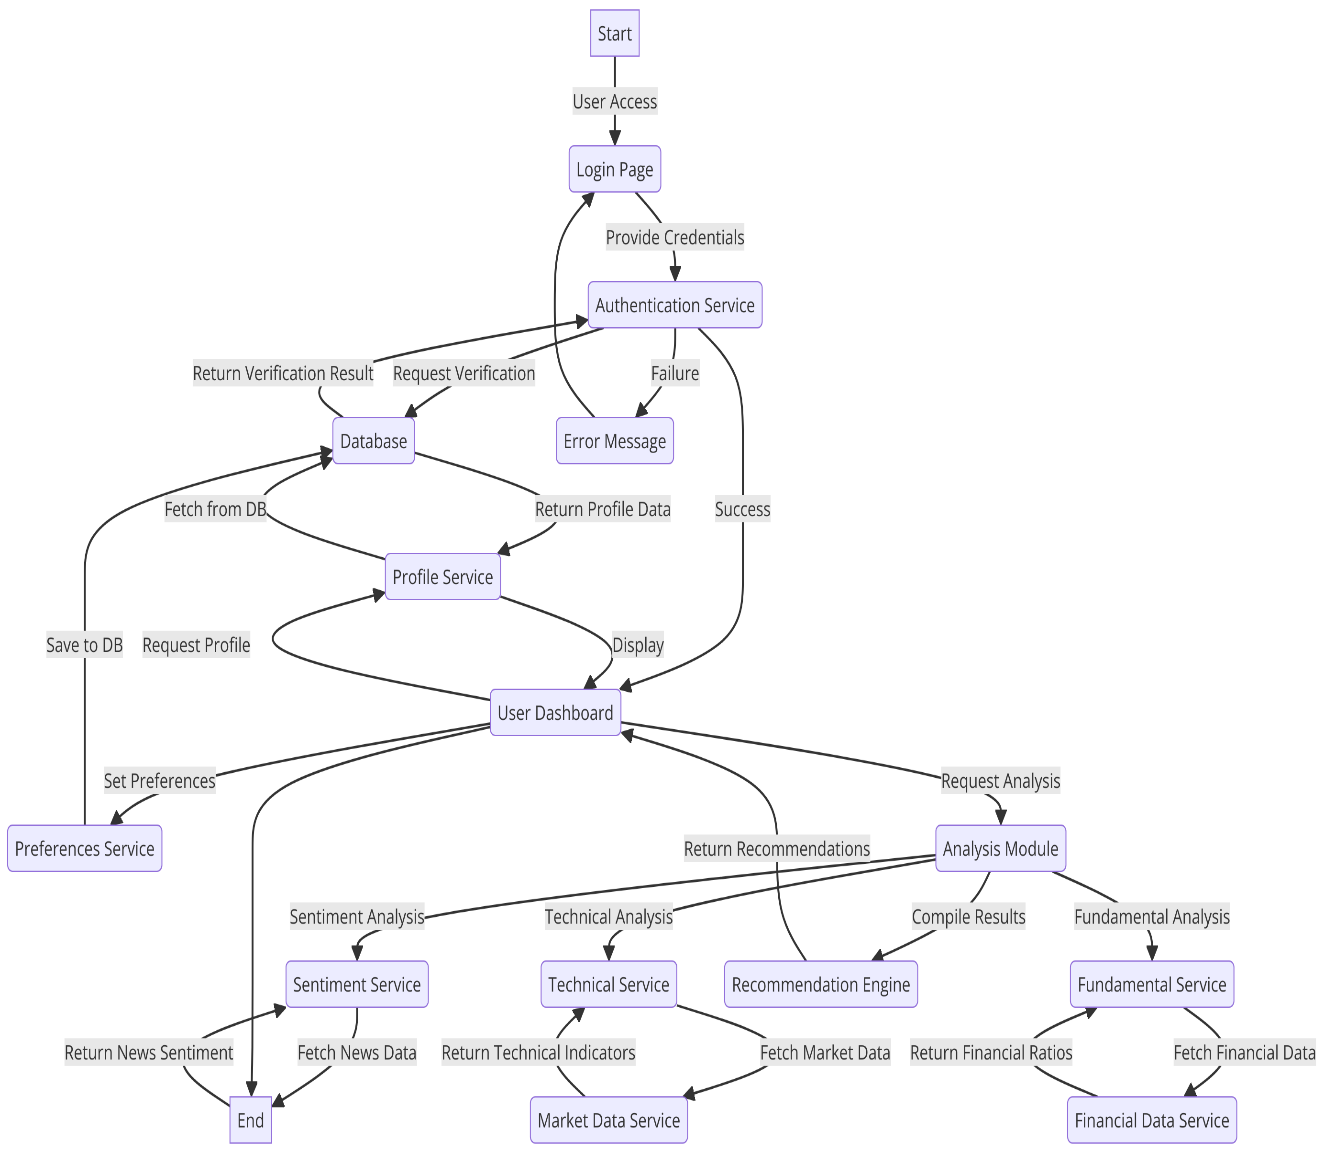 Start
User Access
Login Page
Provide Credentials
Authentication Service
Return Verification Result
Request Verification
Failure
Database
Error Message
Fetch from DB
Return Profile Data
Success
Profile Service
Save to DB
Request Profile
Display
User Dashboard
Set Preferences
Request Analysis
Preferences Service
Return Recommendations
Analysis Module
Sentiment Analysis
Technical Analysis
Compile Results
Fundamental Analysis
Sentiment Service
Technical Service
Recommendation Engine
Fundamental Service
Return News Sentiment
Fetch News Data
Return Technical Indicators
Fetch Market Data
Return Financial Ratios
Fetch Financial Data
End
Market Data Service
Financial Data Service